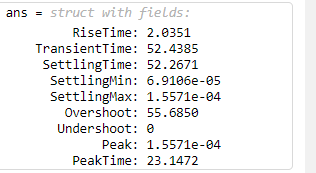 ans = struct with fields:
RiseTime: 2.0351
TransientTime: 52.4385
SettlingTime: 52.2671
SettlingMin: 6.9106e-05
SettlingMax: 1.5571e-04
Overshoot: 55.6850
Undershoot: 0
Peak: 1.5571e-04
PeakTime: 23.1472